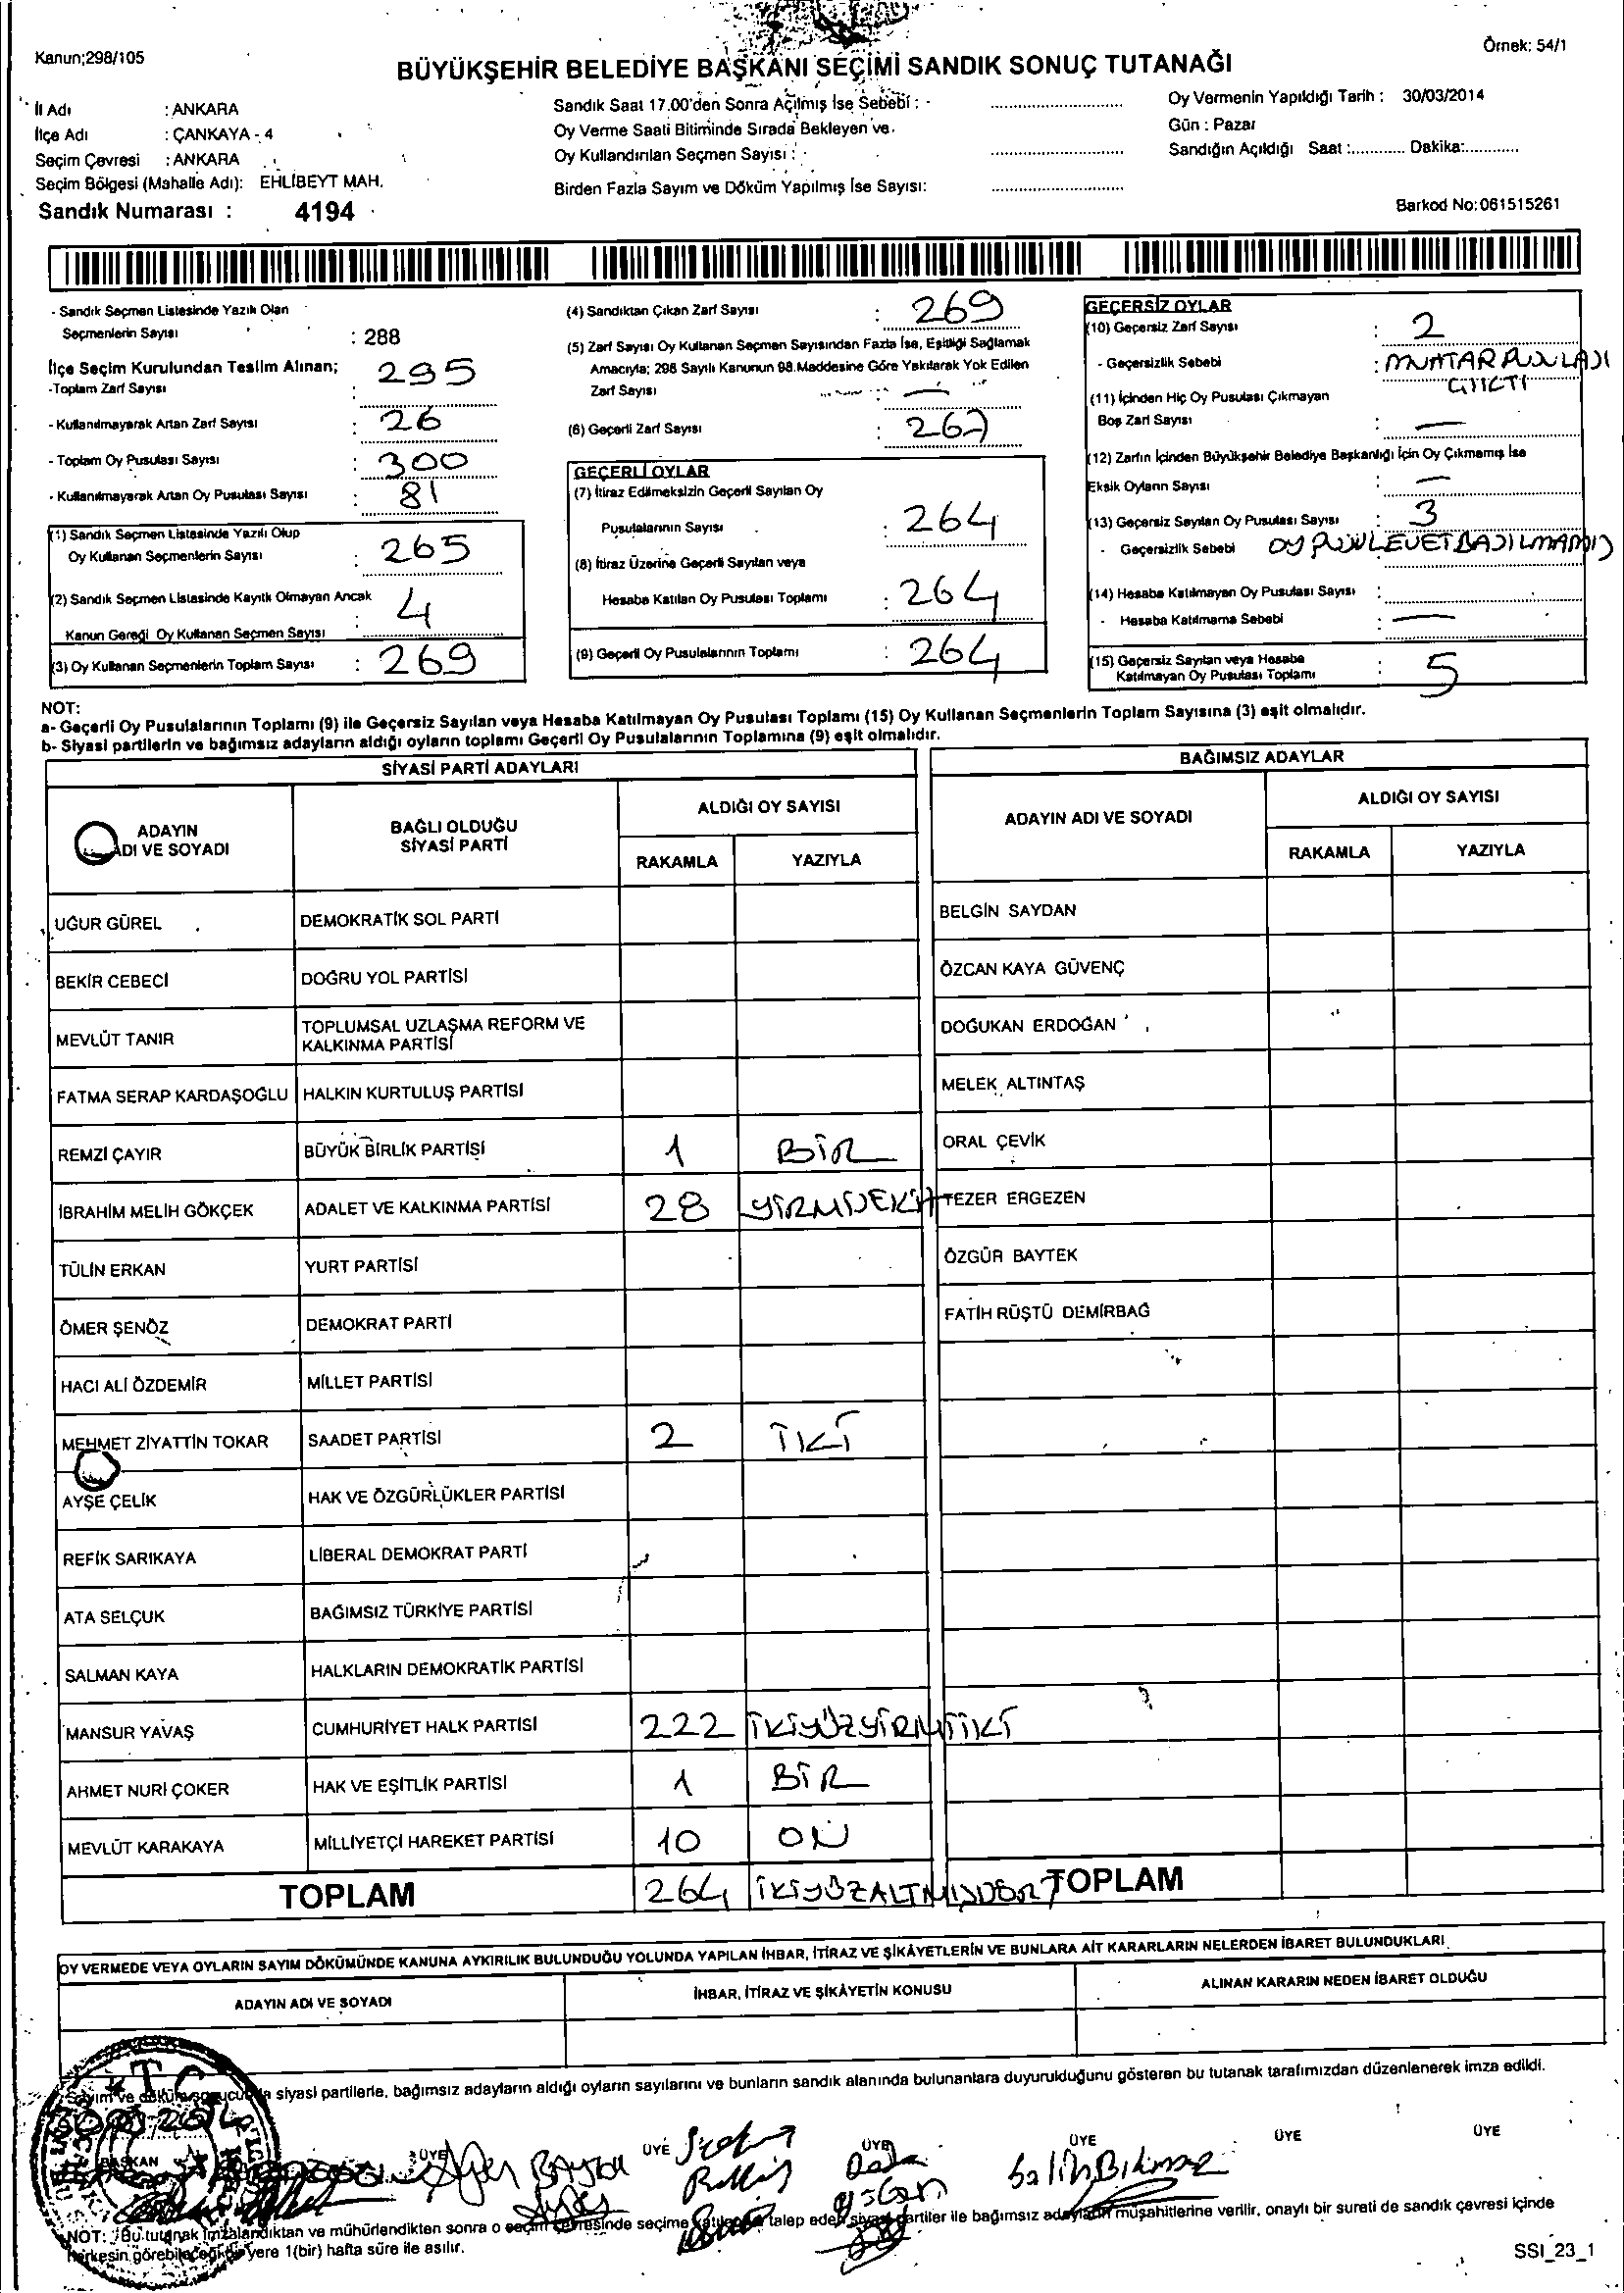 Kanun;298/105
Örnek: 54/1
BÜYÜKŞEHİR BELEDİYE BAŞKANI SEÇİMİ SANDIK SONUÇ TUTANAĞI
İl Adı : ANKARA
İlçe Adı : ÇANKAYA - 4
Seçim Çevresi : ANKARA
Seçim Bölgesi (Mahalle Adı): EHLİBEYT MAH.
Sandık Numarası : 4194
Sandık Saat 17.00'den Sonra Açılmış İse Sebebi : - ........................
Oy Verme Saati Bitiminde Sırada Bekleyen ve
Oy Kullandırılan Seçmen Sayısı : ........................
Birden Fazla Sayım ve Döküm Yapılmış İse Sayısı: ........................
Oy Vermenin Yapıldığı Tarih : 30/03/2014
Gün : Pazar
Sandığın Açıldığı Saat :............ Dakika:............
Barkod No:061515261
- Sandık Seçmen Listesinde Yazılı Olan
Seçmenlerin Sayısı : 288
İlçe Seçim Kurulundan Teslim Alınan;
-Toplam Zarf Sayısı 295
- Kullanılmayarak Artan Zarf Sayısı : 26
- Toplam Oy Pusulası Sayısı : 300
- Kullanılmayarak Artan Oy Pusulası Sayısı : 81
(1) Sandık Seçmen Listesinde Yazılı Olup
Oy Kullanan Seçmenlerin Sayısı : 265
(2) Sandık Seçmen Listesinde Kayıtlı Olmayan Ancak
Kanun Gereği Oy Kullanan Seçmen Sayısı : 4
(3) Oy Kullanan Seçmenlerin Toplam Sayısı : 269
(4) Sandıktan Çıkan Zarf Sayısı : 269
(5) Zarf Sayısı Oy Kullanan Seçmen Sayısından Fazla İse, Eşitliği Sağlamak
Amacıyla; 298 Sayılı Kanunun 98.Maddesine Göre Yakılarak Yok Edilen
Zarf Sayısı : —
(6) Geçerli Zarf Sayısı : 267
GEÇERLİ OYLAR
(7) İtiraz Edilmeksizin Geçerli Sayılan Oy
Pusulalarının Sayısı : 264
(8) İtiraz Üzerine Geçerli Sayılan veya
Hesaba Katılan Oy Pusulası Toplamı : 264
(9) Geçerli Oy Pusulalarının Toplamı : 264
GEÇERSİZ OYLAR
(10) Geçersiz Zarf Sayısı : 2
- Geçersizlik Sebebi : MUHTAR PUSULASI
(11) İçinden Hiç Oy Pusulası Çıkmayan
Boş Zarf Sayısı : —
(12) Zarfın İçinden Büyükşehir Belediye Başkanlığı İçin Oy Çıkmamış İse
Eksik Oyların Sayısı : —
(13) Geçersiz Sayılan Oy Pusulası Sayısı : 3
- Geçersizlik Sebebi OY PUSULEVET BASILMAMIŞ
(14) Hesaba Katılmayan Oy Pusulası Sayısı :
- Hesaba Katılmama Sebebi : —
(15) Geçersiz Sayılan veya Hesaba
Katılmayan Oy Pusulası Toplamı : 5
NOT:
a- Geçerli Oy Pusulalarının Toplamı (9) ile Geçersiz Sayılan veya Hesaba Katılmayan Oy Pusulası Toplamı (15) Oy Kullanan Seçmenlerin Toplam Sayısına (3) eşit olmalıdır.
b- Siyasi partilerin ve bağımsız adayların aldığı oyların toplamı Geçerli Oy Pusulalarının Toplamına (9) eşit olmalıdır.
SİYASİ PARTİ ADAYLARI
ADAYIN ADI VE SOYADI BAĞLI OLDUĞU SİYASİ PARTİ ALDIĞI OY SAYISI
RAKAMLA YAZIYLA
UĞUR GÜREL DEMOKRATİK SOL PARTİ
BEKİR CEBECİ DOĞRU YOL PARTİSİ
MEVLÜT TANIR TOPLUMSAL UZLAŞMA REFORM VE KALKINMA PARTİSİ
FATMA SERAP KARDAŞOĞLU HALKIN KURTULUŞ PARTİSİ
REMZİ ÇAYIR BÜYÜK BİRLİK PARTİSİ 1 BİR
İBRAHİM MELİH GÖKÇEK ADALET VE KALKINMA PARTİSİ 28 YİRMİSEKİZ
TÜLİN ERKAN YURT PARTİSİ
ÖMER ŞENÖZ DEMOKRAT PARTİ
HACI ALİ ÖZDEMİR MİLLET PARTİSİ
MEHMET ZİYATTİN TOKAR SAADET PARTİSİ 2 İKİ
AYŞE ÇELİK HAK VE ÖZGÜRLÜKLER PARTİSİ
REFİK SARIKAYA LİBERAL DEMOKRAT PARTİ
ATA SELÇUK BAĞIMSIZ TÜRKİYE PARTİSİ
SALMAN KAYA HALKLARIN DEMOKRATİK PARTİSİ
MANSUR YAVAŞ CUMHURİYET HALK PARTİSİ 222 İKİYÜZYİRMİİKİ
AHMET NURİ ÇOKER HAK VE EŞİTLİK PARTİSİ 1 BİR
MEVLÜT KARAKAYA MİLLİYETÇİ HAREKET PARTİSİ 10 ON
TOPLAM 264 İKİYÜZALTMIŞDÖRT
BAĞIMSIZ ADAYLAR
ADAYIN ADI VE SOYADI ALDIĞI OY SAYISI
RAKAMLA YAZIYLA
BELGİN SAYDAN
ÖZCAN KAYA GÜVENÇ
DOĞUKAN ERDOĞAN
MELEK ALTINTAŞ
ORAL ÇEVİK
TEZER ERGEZEN
ÖZGÜR BAYTEK
FATİH RÜŞTÜ DEMİRBAĞ
TOPLAM
OY VERMEDE VEYA OYLARIN SAYIM DÖKÜMÜNDE KANUNA AYKIRILIK BULUNDUĞU YOLUNDA YAPILAN İHBAR, İTİRAZ VE ŞİKÂYETLERİN VE BUNLARA AİT KARARLARIN NELERDEN İBARET BULUNDUKLARI
ADAYIN ADI VE SOYADI İHBAR, İTİRAZ VE ŞİKÂYETİN KONUSU ALINAN KARARIN NEDEN İBARET OLDUĞU
Sayım ve döküm sonucunda siyasi partilerle, bağımsız adayların aldığı oyların sayılarını ve bunların sandık alanında bulunanlara duyurulduğunu gösteren bu tutanak tarafımızdan düzenlenerek imza edildi.
BAŞKAN ÜYE ÜYE ÜYE ÜYE ÜYE ÜYE
Salih Bıkmaz
NOT: Bu tutanak imzalandıktan ve mühürlendikten sonra o seçim çevresinde seçime katılan ve talep eden siyasi partiler ile bağımsız adayların müşahitlerine verilir, onaylı bir sureti de sandık çevresi içinde
herkesin görebileceği bir yere 1(bir) hafta süre ile asılır.
SSI_23_1